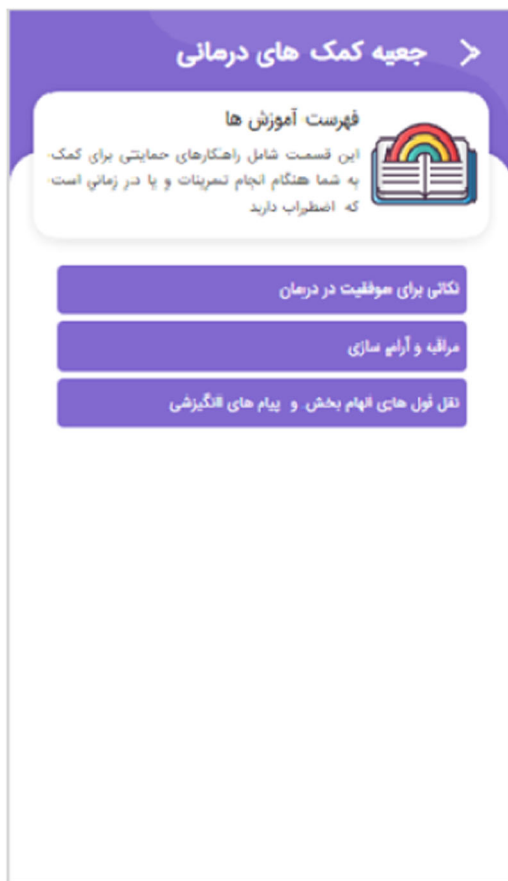 جعبه کمک های درمانی
فهرست آموزش ها
این قسمت شامل راهکارهای حمایتی برای کمک
به شما هنگام انجام تمرینات و یا در زمانی است
که اضطراب دارید
نکاتی برای موفقیت در درمان
مراقبه و آرام سازی
نقل قول های الهام بخش و پیام های انگیزشی